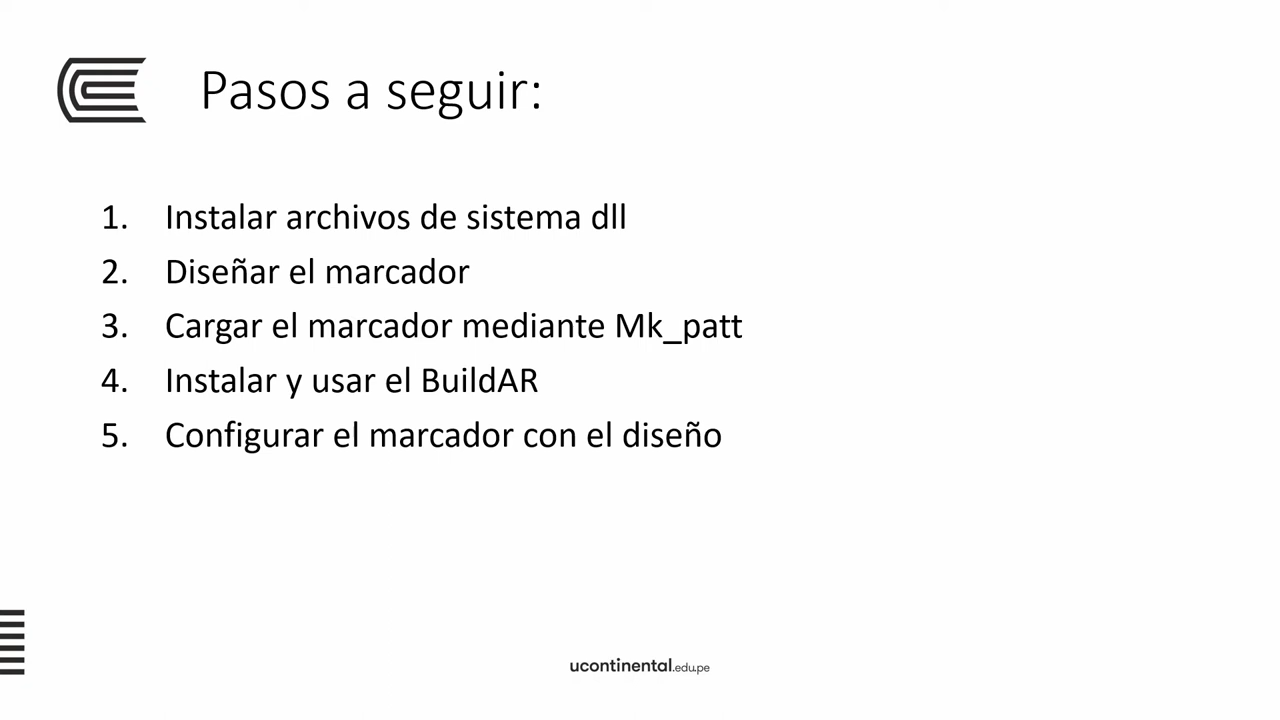 Pasos a seguir:
1. Instalar archivos de sistema dll
2. Diseñar el marcador
3. Cargar el marcador mediante Mk_patt
4. Instalar y usar el BuildAR
5. Configurar el marcador con el diseño
ucontinental.edu.pe